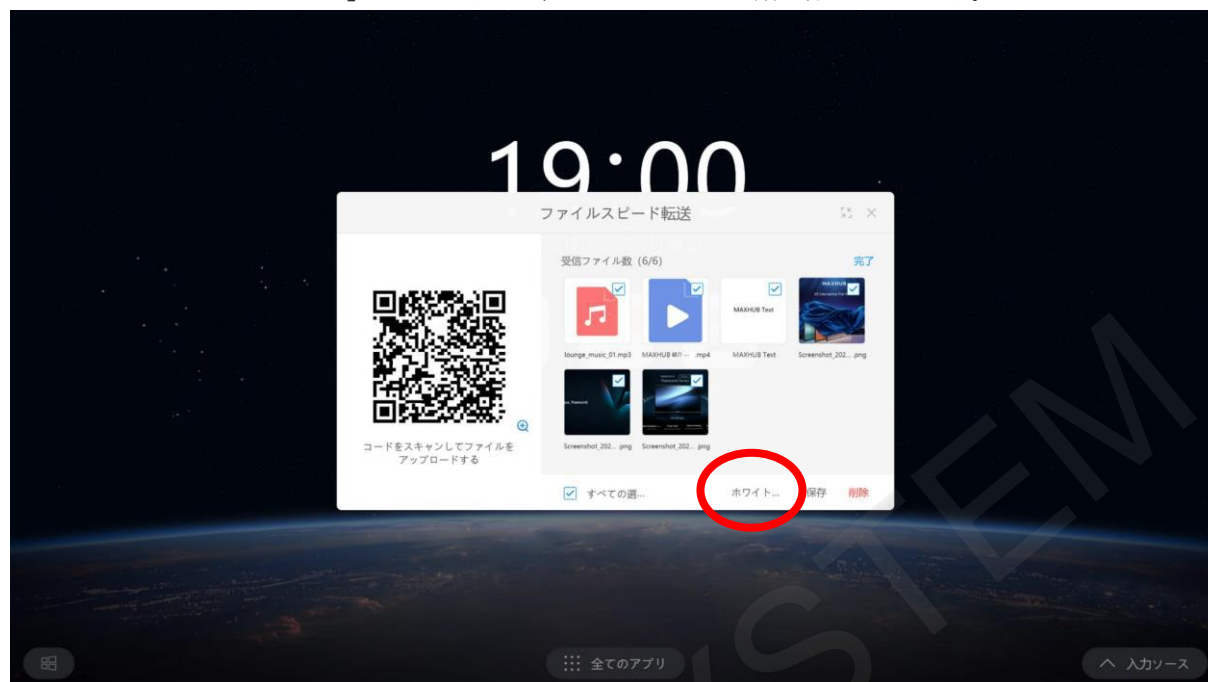 19:00
ファイルスピード転送
受信ファイル数 (6/6)
完了
MAXHUB Text
MAXHUB
lounge_music_01.mp3
MAXHUB
... .mp4
MAXHUB Text
Screenshot_202... .png
Screenshot_202... .png
Screenshot_202... .png
コードをスキャンしてファイルを
アップロードする
すべての選...
ホワイト...
保存
削除
全てのアプリ
入力ソース
STEM